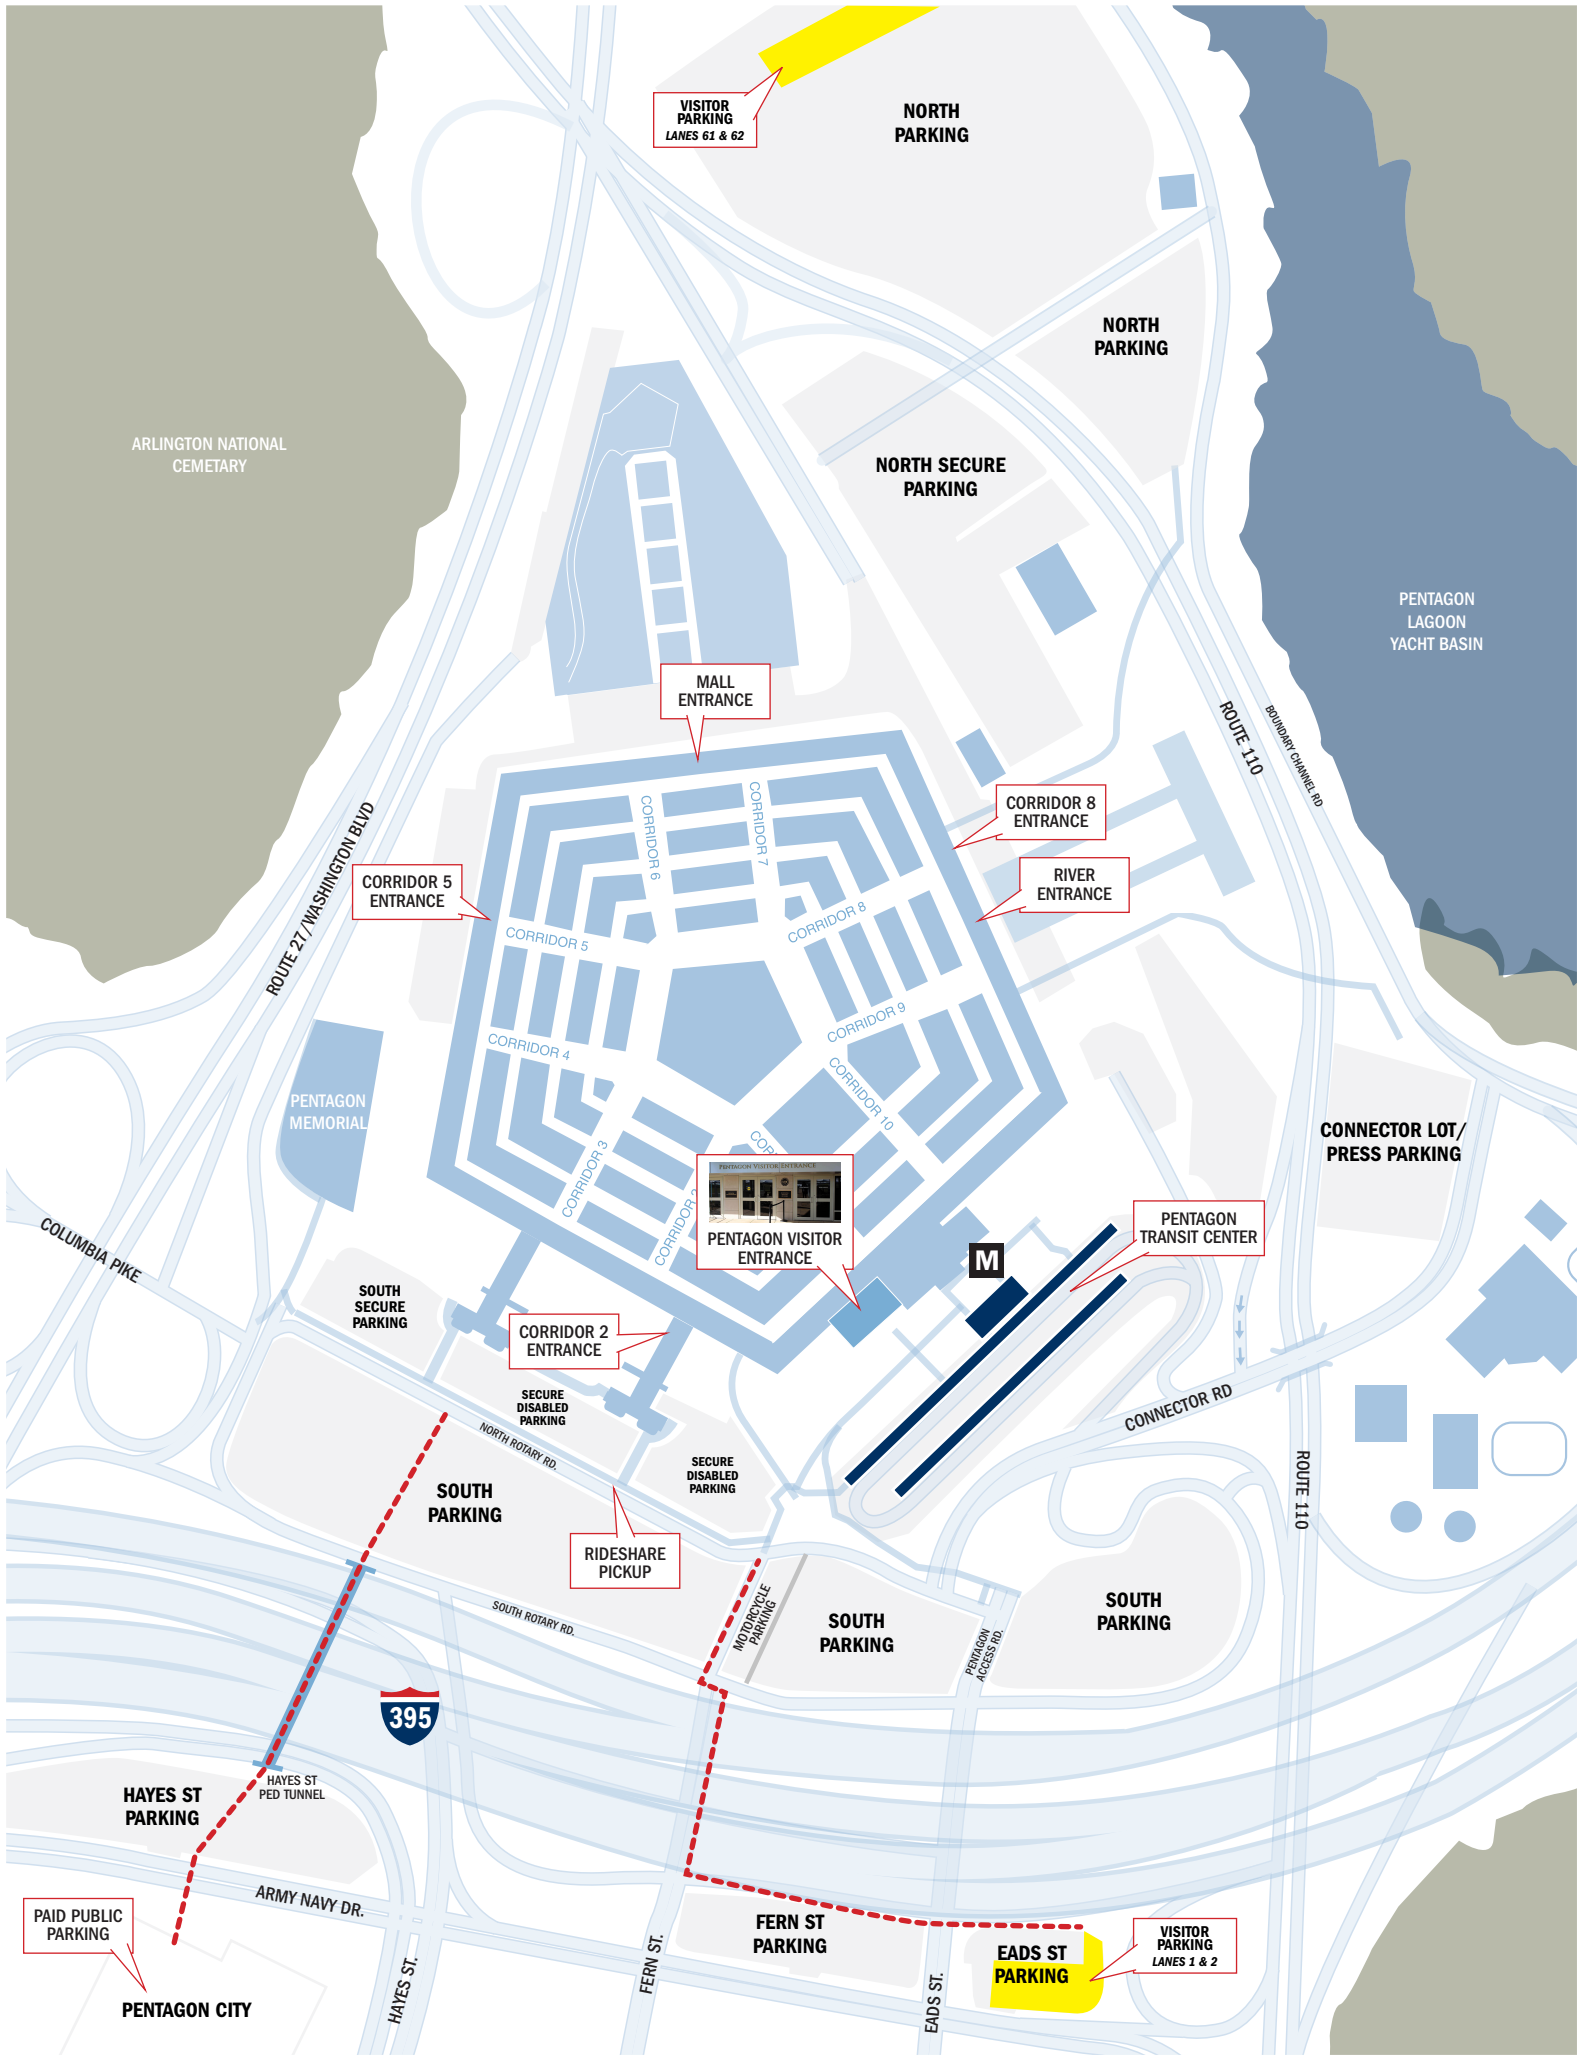 VISITOR
PARKING
LANES 61 & 62
NORTH
PARKING
NORTH
PARKING
ARLINGTON NATIONAL
CEMETARY
NORTH SECURE
PARKING
PENTAGON
LAGOON
YACHT BASIN
MALL
ENTRANCE
ROUTE 110
BOUNDARY CHANNEL RD
CORRIDOR 8
ENTRANCE
CORRIDOR 6
CORRIDOR 7
ROUTE 27/WASHINGTON BLVD
CORRIDOR 5
ENTRANCE
RIVER
ENTRANCE
CORRIDOR 8
CORRIDOR 5
CORRIDOR 9
CORRIDOR 4
CORRIDOR 10
PENTAGON
MEMORIAL
CORRIDOR 3
COR
CORRIDOR 2
CONNECTOR LOT/
PRESS PARKING
PENTAGON VISITOR ENTRANCE
PENTAGON VISITOR
ENTRANCE
M
PENTAGON
TRANSIT CENTER
COLUMBIA PIKE
SOUTH
SECURE
PARKING
CORRIDOR 2
ENTRANCE
SECURE
DISABLED
PARKING
CONNECTOR RD
NORTH ROTARY RD.
SECURE
DISABLED
PARKING
SOUTH
PARKING
ROUTE 110
RIDESHARE
PICKUP
MOTORCYCLE
PARKING
SOUTH ROTARY RD.
SOUTH
PARKING
PENTAGON
ACCESS RD.
SOUTH
PARKING
395
HAYES ST
PED TUNNEL
HAYES ST
PARKING
ARMY NAVY DR.
PAID PUBLIC
PARKING
PENTAGON CITY
HAYES ST.
FERN ST.
FERN ST
PARKING
EADS ST.
EADS ST
PARKING
VISITOR
PARKING
LANES 1 & 2